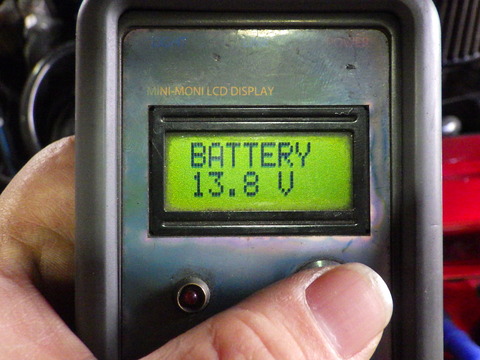 MINI-MONI LCD DISPLAY
BATTERY
13.8 V